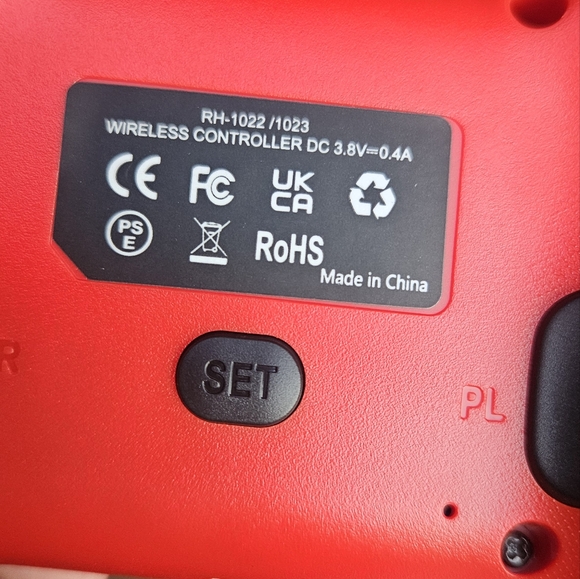 RH-1022 /1023
WIRELESS CONTROLLER DC 3.8V⎓0.4A
CE FC UK CA
PS E RoHS
Made in China
R
SET
PL